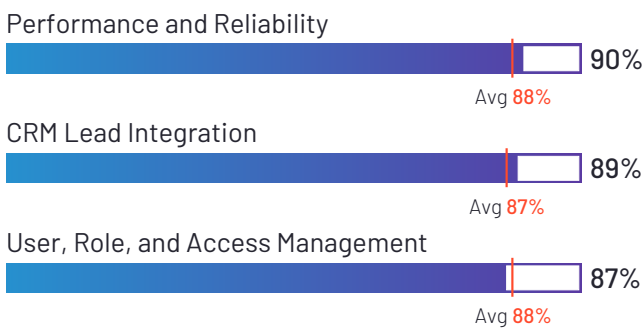 Performance and Reliability
90%
Avg 88%
CRM Lead Integration
89%
Avg 87%
User, Role, and Access Management
87%
Avg 88%